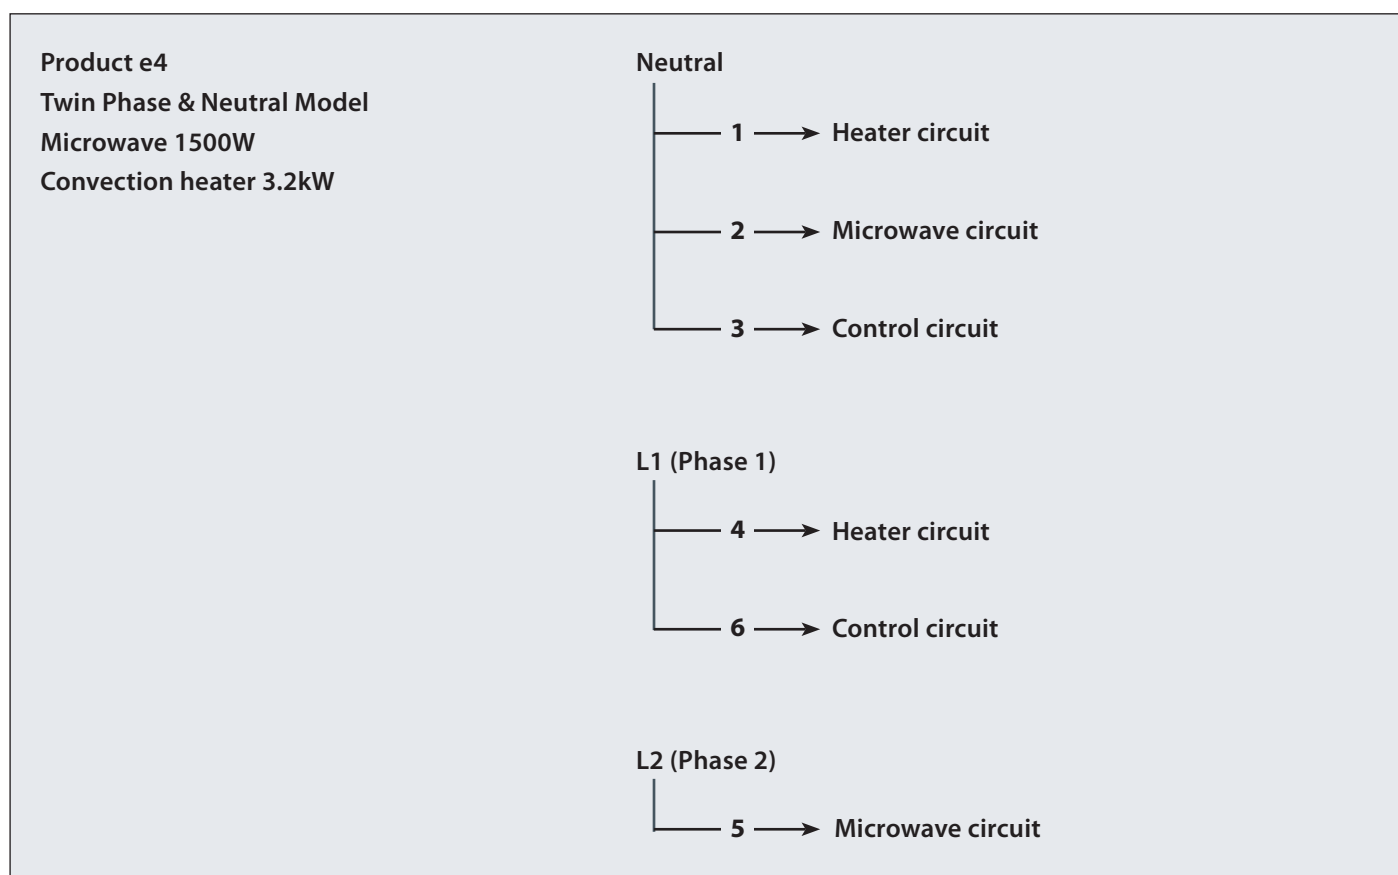 Product e4
Twin Phase & Neutral Model
Microwave 1500W
Convection heater 3.2kW
Neutral
1 Heater circuit
2 Microwave circuit
3 Control circuit
L1 (Phase 1)
4 Heater circuit
6 Control circuit
L2 (Phase 2)
5 Microwave circuit